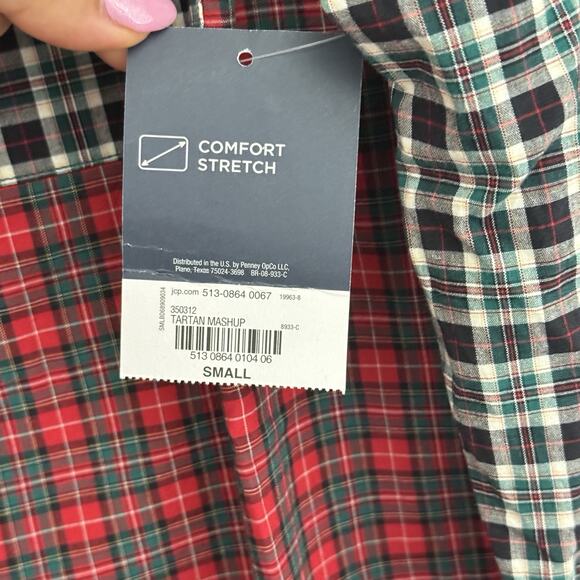 COMFORT
STRETCH
Distributed in the U.S. by Penney OpCo LLC,
Plano, Texas 75024-3698 BR-08-933-C
jcp.com 513-0864 0067 19963-8
350312
TARTAN MASHUP 8933-C
513 0864 0104 06
SMALL